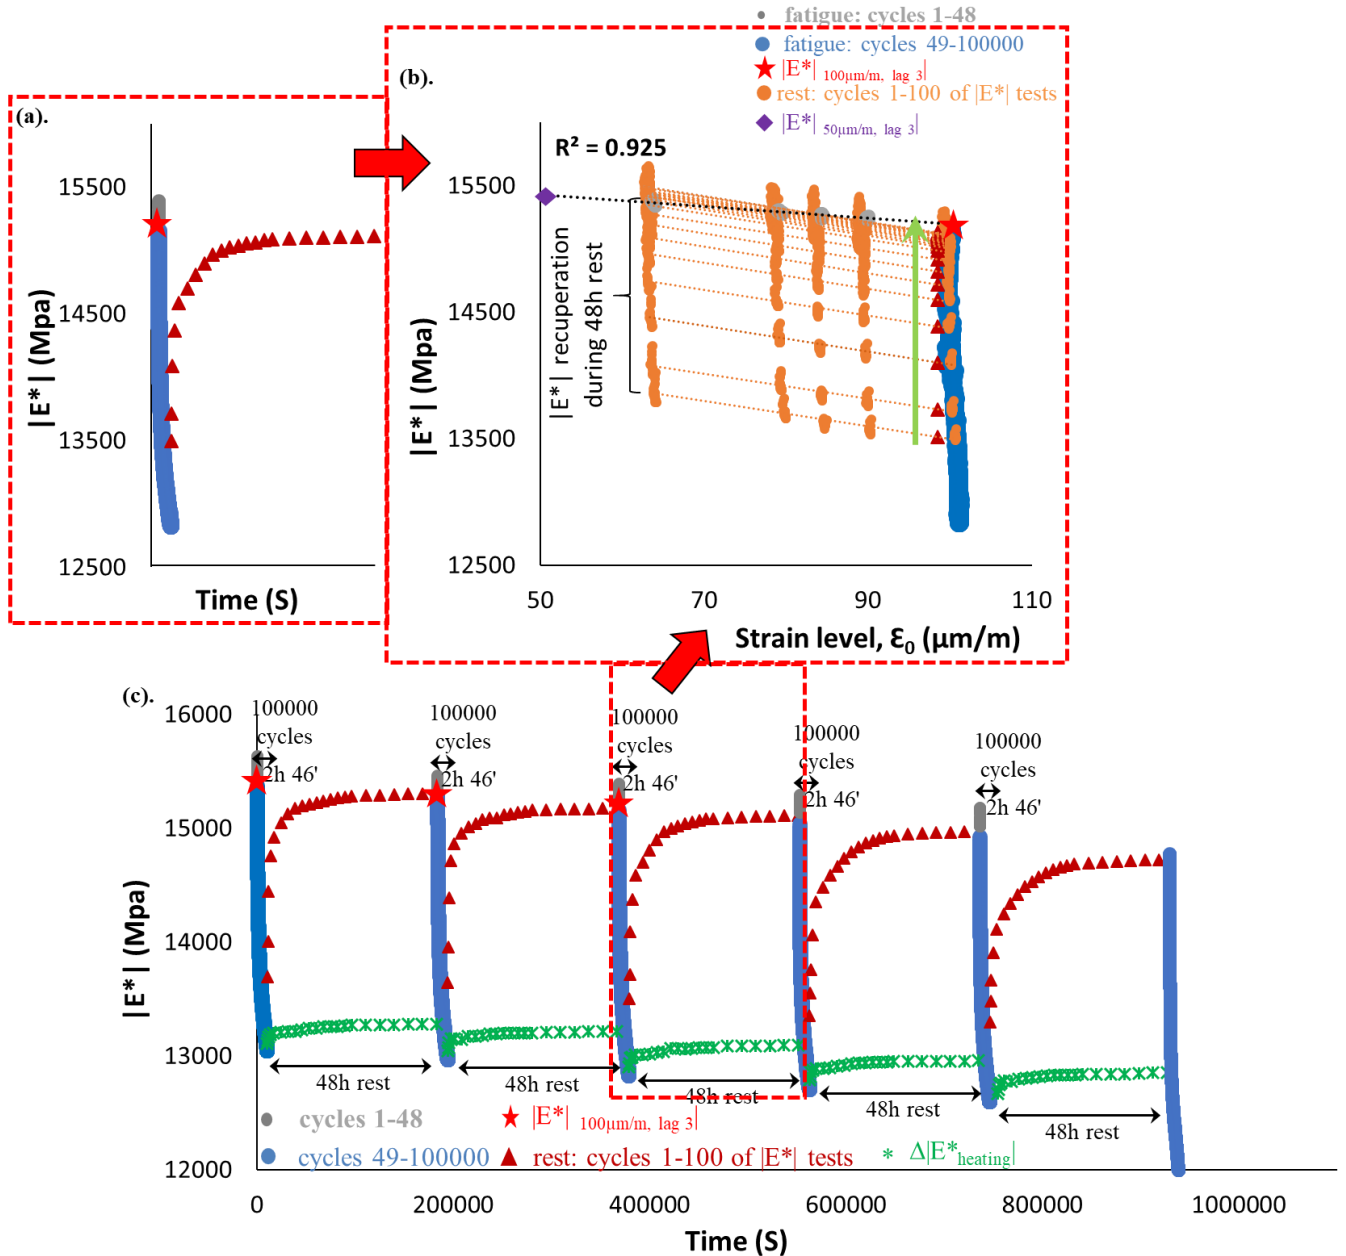 fatigue: cycles 1-48
fatigue: cycles 49-100000
|E*| 100µm/m, lag 3|
rest: cycles 1-100 of |E*| tests
|E*| 50µm/m, lag 3|
(b).
R² = 0.925
15500
14500
13500
12500
|E*| (Mpa)
|E*| recuperation
during 48h rest
50
70
90
110
Strain level, Ɛ0 (µm/m)
(a).
15500
14500
13500
12500
|E*| (Mpa)
Time (S)
(c).
16000
15000
14000
13000
12000
|E*| (Mpa)
100000
cycles
2h 46'
100000
cycles
2h 46'
100000
cycles
2h 46'
100000
cycles
2h 46'
100000
cycles
2h 46'
48h rest
48h rest
48h rest
48h rest
48h rest
cycles 1-48
|E*| 100µm/m, lag 3|
cycles 49-100000
rest: cycles 1-100 of |E*| tests
Δ|E*heating|
0
200000
400000
600000
800000
1000000
Time (S)